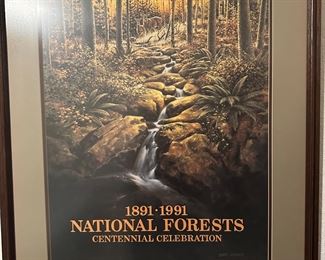 1891·1991
NATIONAL FORESTS
CENTENNIAL CELEBRATION